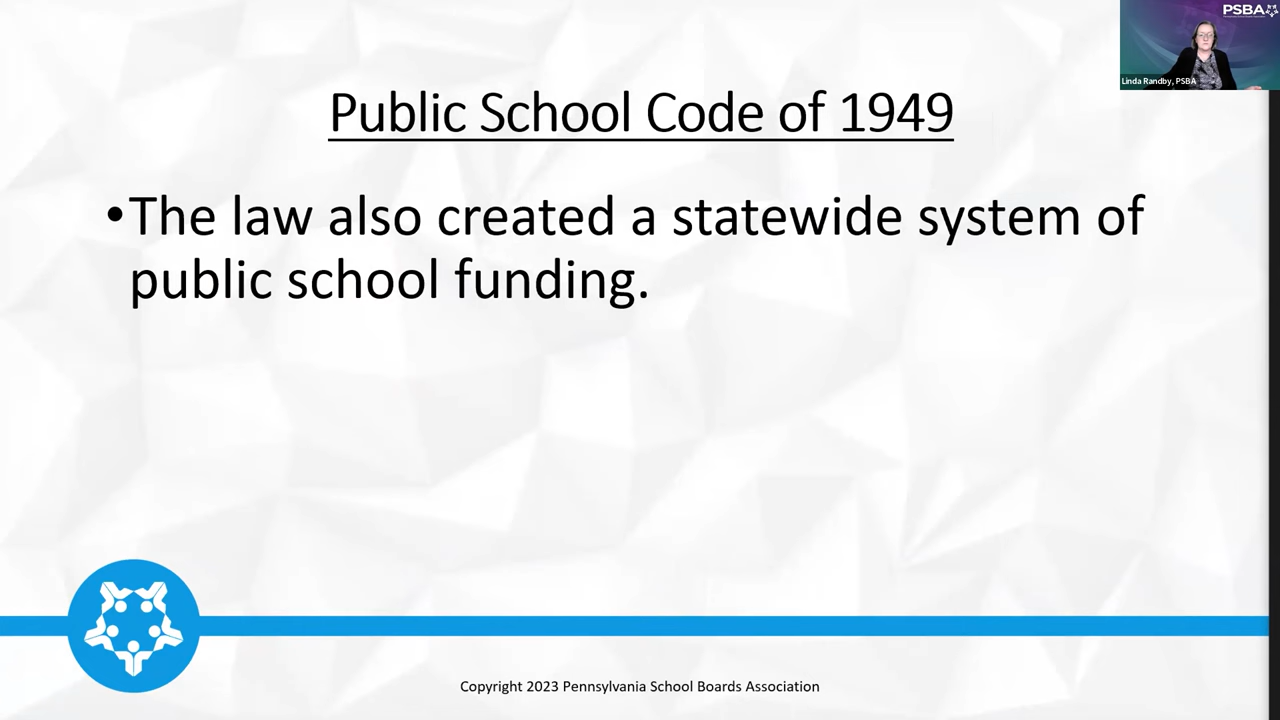 PSBA
Linda Randby, PSBA
Public School Code of 1949
•The law also created a statewide system of
public school funding.
Copyright 2023 Pennsylvania School Boards Association